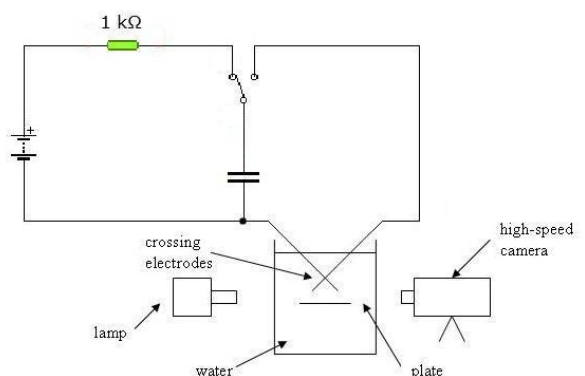 1 kΩ
+
crossing
electrodes
high-speed
camera
lamp
water
plate